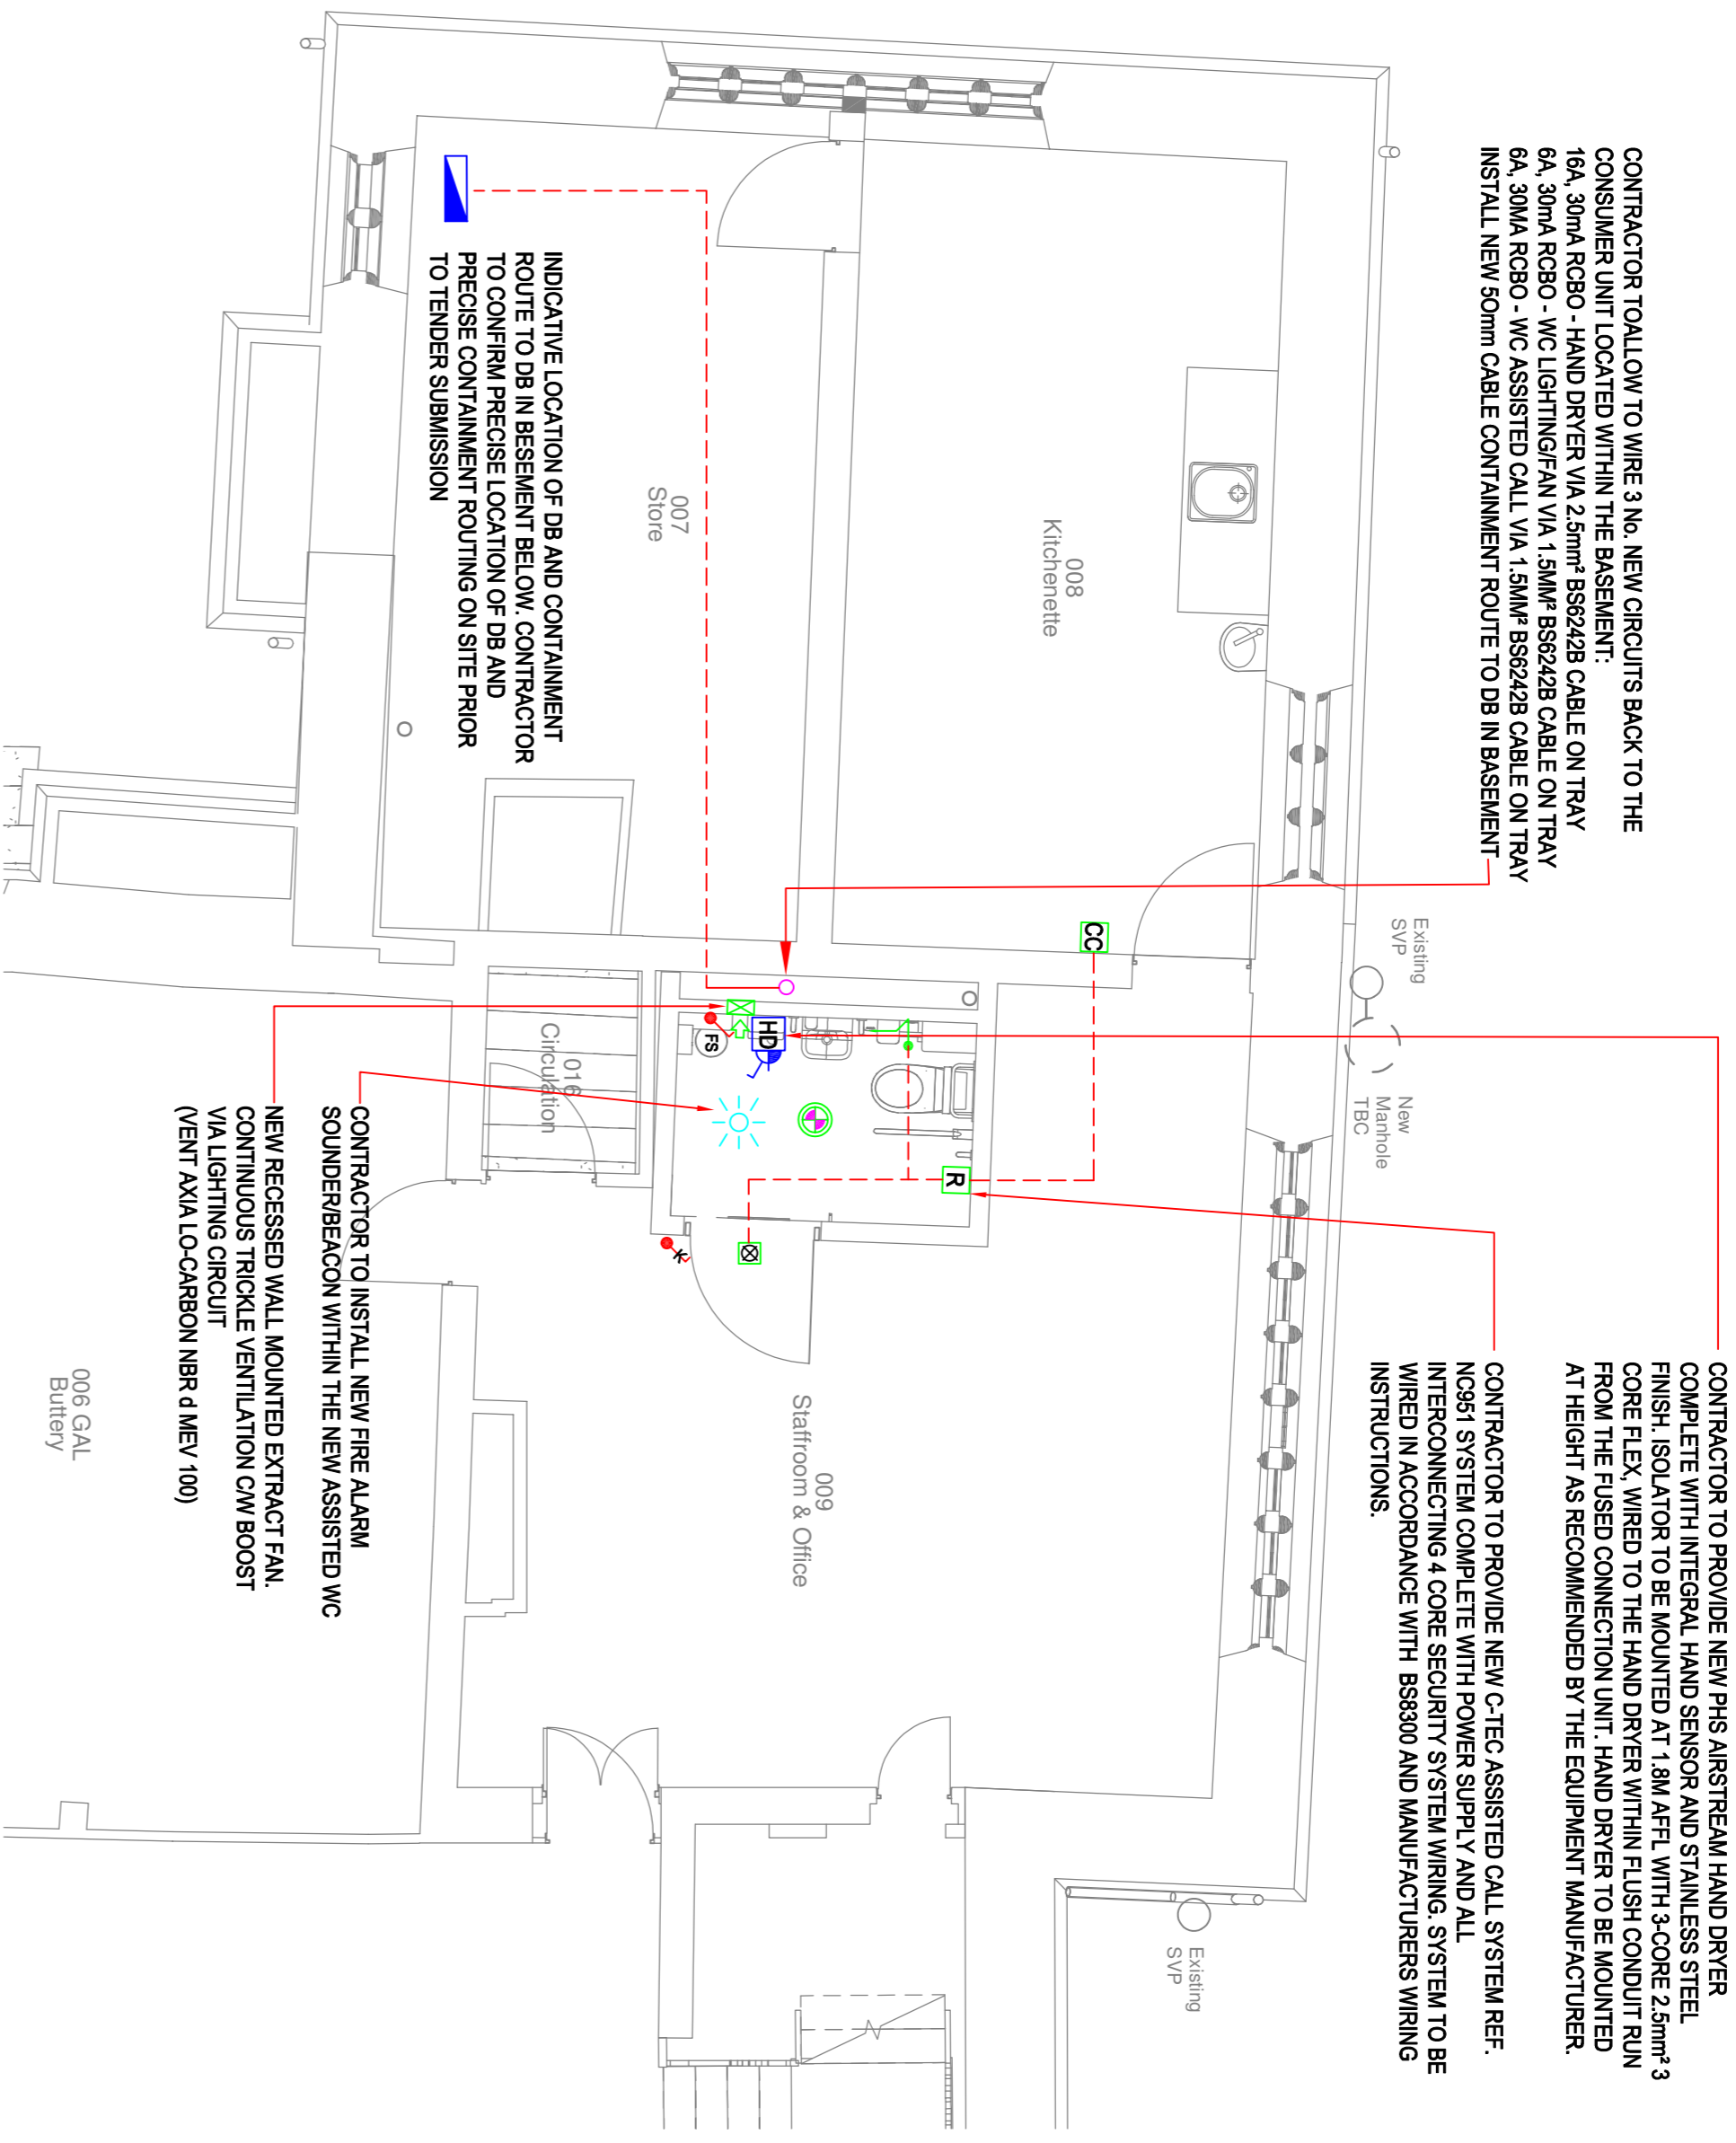 CONTRACTOR TOALLOW TO WIRE 3 No. NEW CIRCUITS BACK TO THE
CONSUMER UNIT LOCATED WITHIN THE BASEMENT:
16A, 30mA RCBO - HAND DRYER VIA 2.5mm² BS6242B CABLE ON TRAY
6A, 30mA RCBO - WC LIGHTING/FAN VIA 1.5MM² BS6242B CABLE ON TRAY
6A, 30MA RCBO - WC ASSISTED CALL VIA 1.5MM² BS6242B CABLE ON TRAY
INSTALL NEW 50mm CABLE CONTAINMENT ROUTE TO DB IN BASEMENT
CONTRACTOR TO PROVIDE NEW PHS AIRSTREAM HAND DRYER
COMPLETE WITH INTEGRAL HAND SENSOR AND STAINLESS STEEL
FINISH. ISOLATOR TO BE MOUNTED AT 1.8M AFFL WITH 3-CORE 2.5mm² 3
CORE FLEX, WIRED TO THE HAND DRYER WITHIN FLUSH CONDUIT RUN
FROM THE FUSED CONNECTION UNIT. HAND DRYER TO BE MOUNTED
AT HEIGHT AS RECOMMENDED BY THE EQUIPMENT MANUFACTURER.
CONTRACTOR TO PROVIDE NEW C-TEC ASSISTED CALL SYSTEM REF.
NC951 SYSTEM COMPLETE WITH POWER SUPPLY AND ALL
INTERCONNECTING 4 CORE SECURITY SYSTEM WIRING. SYSTEM TO BE
WIRED IN ACCORDANCE WITH BS8300 AND MANUFACTURERS WIRING
INSTRUCTIONS.
Existing
SVP
New
Manhole
TBC
Existing
SVP
008
Kitchenette
CC
R
009
Staffroom & Office
HD
FS
K
007
Store
016
Circulation
INDICATIVE LOCATION OF DB AND CONTAINMENT
ROUTE TO DB IN BESEMENT BELOW. CONTRACTOR
TO CONFIRM PRECISE LOCATION OF DB AND
PRECISE CONTAINMENT ROUTING ON SITE PRIOR
TO TENDER SUBMISSION
CONTRACTOR TO INSTALL NEW FIRE ALARM
SOUNDER/BEACON WITHIN THE NEW ASSISTED WC
NEW RECESSED WALL MOUNTED EXTRACT FAN.
CONTINUOUS TRICKLE VENTILATION C/W BOOST
VIA LIGHTING CIRCUIT
(VENT AXIA LO-CARBON NBR d MEV 100)
006 GAL
Buttery